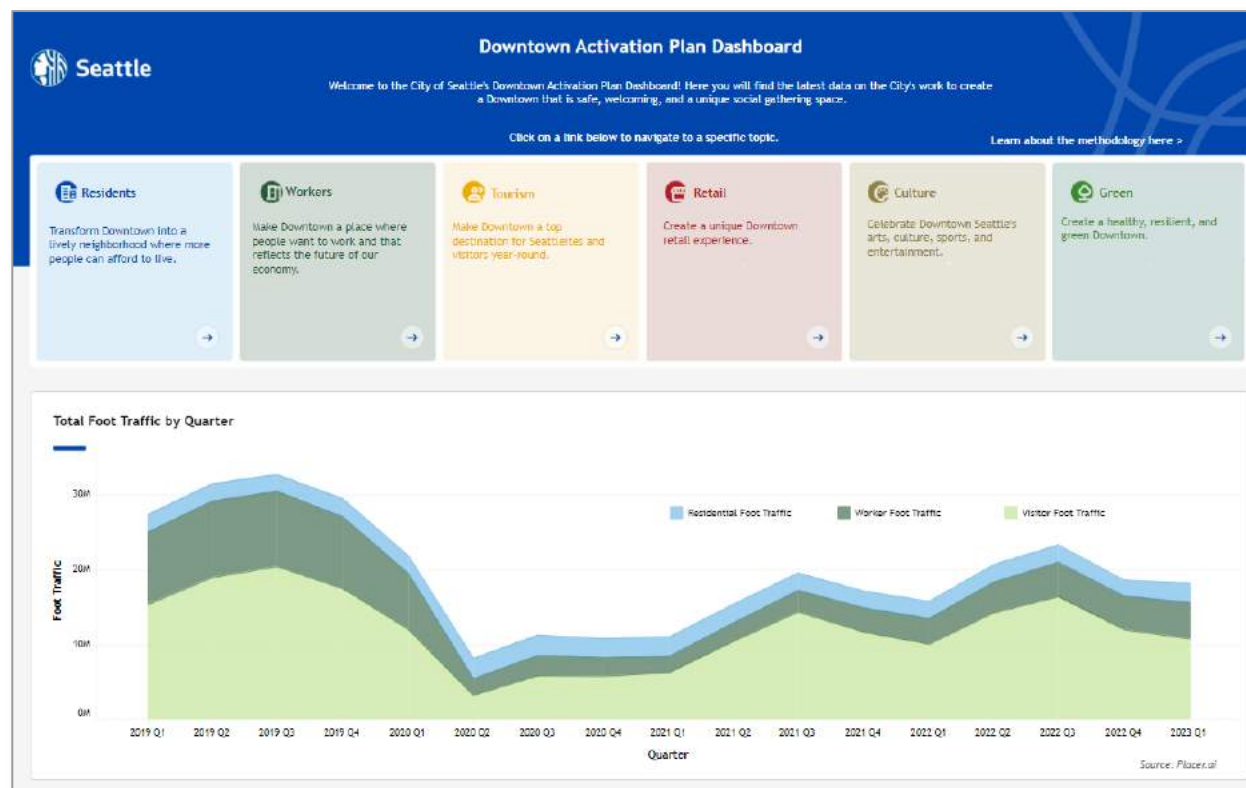 Seattle
Downtown Activation Plan Dashboard
Welcome to the City of Seattle's Downtown Activation Plan Dashboard! Here you will find the latest data on the City's work to create
a Downtown that is safe, welcoming, and a unique social gathering space.
Click on a link below to navigate to a specific topic.
Learn about the methodology here >
Residents
Transform Downtown into a
lively neighborhood where more
people can afford to live.
Workers
Make Downtown a place where
people want to work and that
reflects the future of our
economy.
Tourism
Make Downtown a top
destination for Seattleites and
visitors year-round.
Retail
Create a unique Downtown
retail experience.
Culture
Celebrate Downtown Seattle's
arts, culture, sports, and
entertainment.
Green
Create a healthy, resilient, and
green Downtown.
Total Foot Traffic by Quarter
Residential Foot Traffic
Worker Foot Traffic
Visitor Foot Traffic
30M
20M
10M
0M
Foot Traffic
2019 Q1 2019 Q2 2019 Q3 2019 Q4 2020 Q1 2020 Q2 2020 Q3 2020 Q4 2021 Q1 2021 Q2 2021 Q3 2021 Q4 2022 Q1 2022 Q2 2022 Q3 2022 Q4 2023 Q1
Quarter
Source: Placer.ai